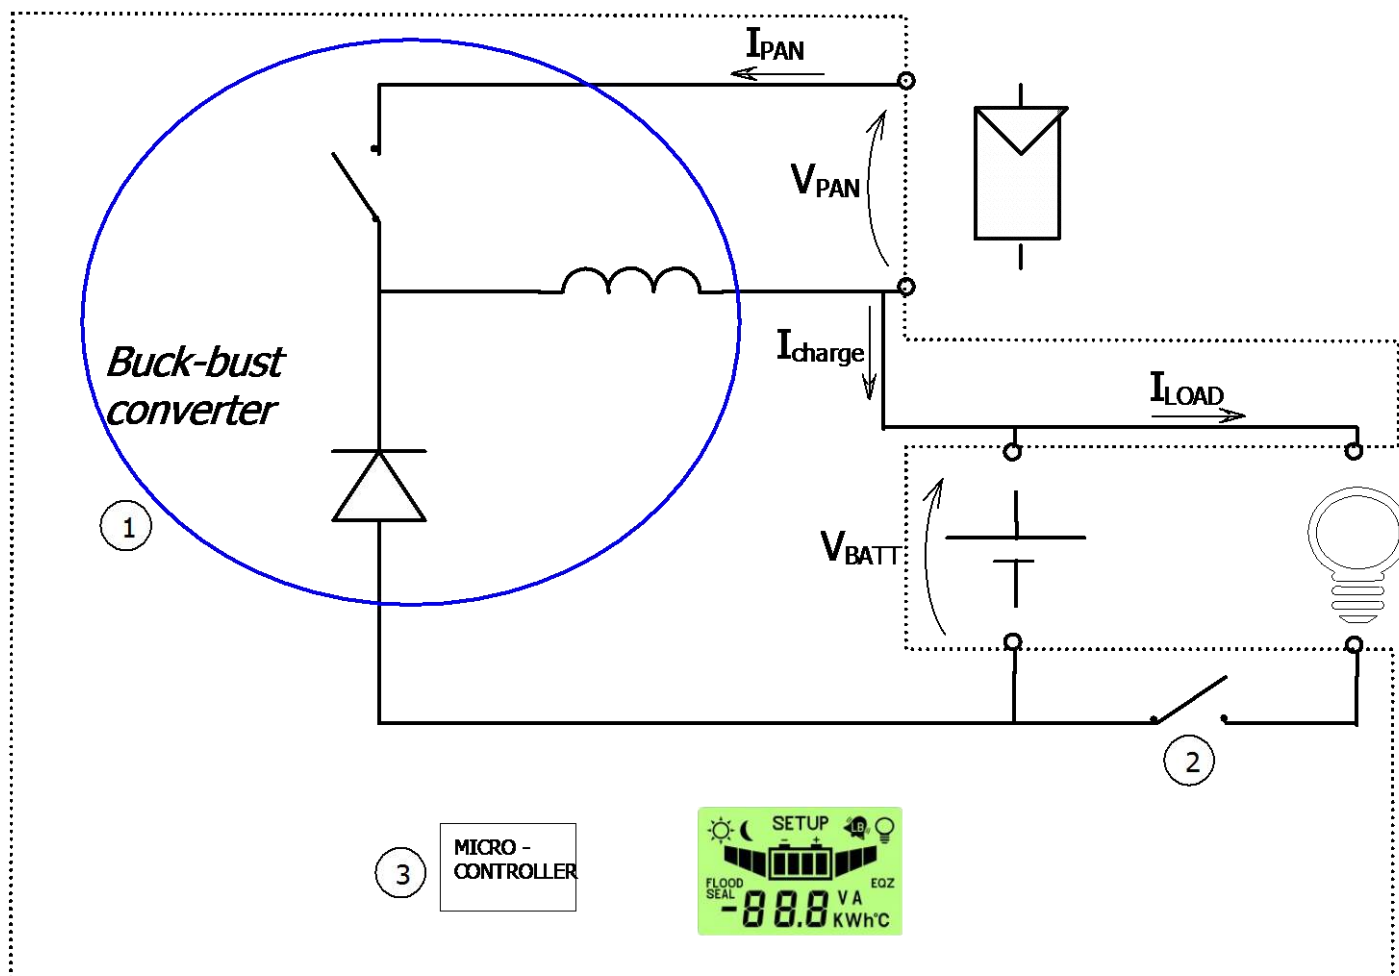 IPAN
VPAN
Icharge
ILOAD
Buck-bust
converter
1
VBATT
2
3
MICRO -
CONTROLLER
SETUP
LB
- +
FLOOD
SEAL
EQZ
-88.8
V A
KWh°C